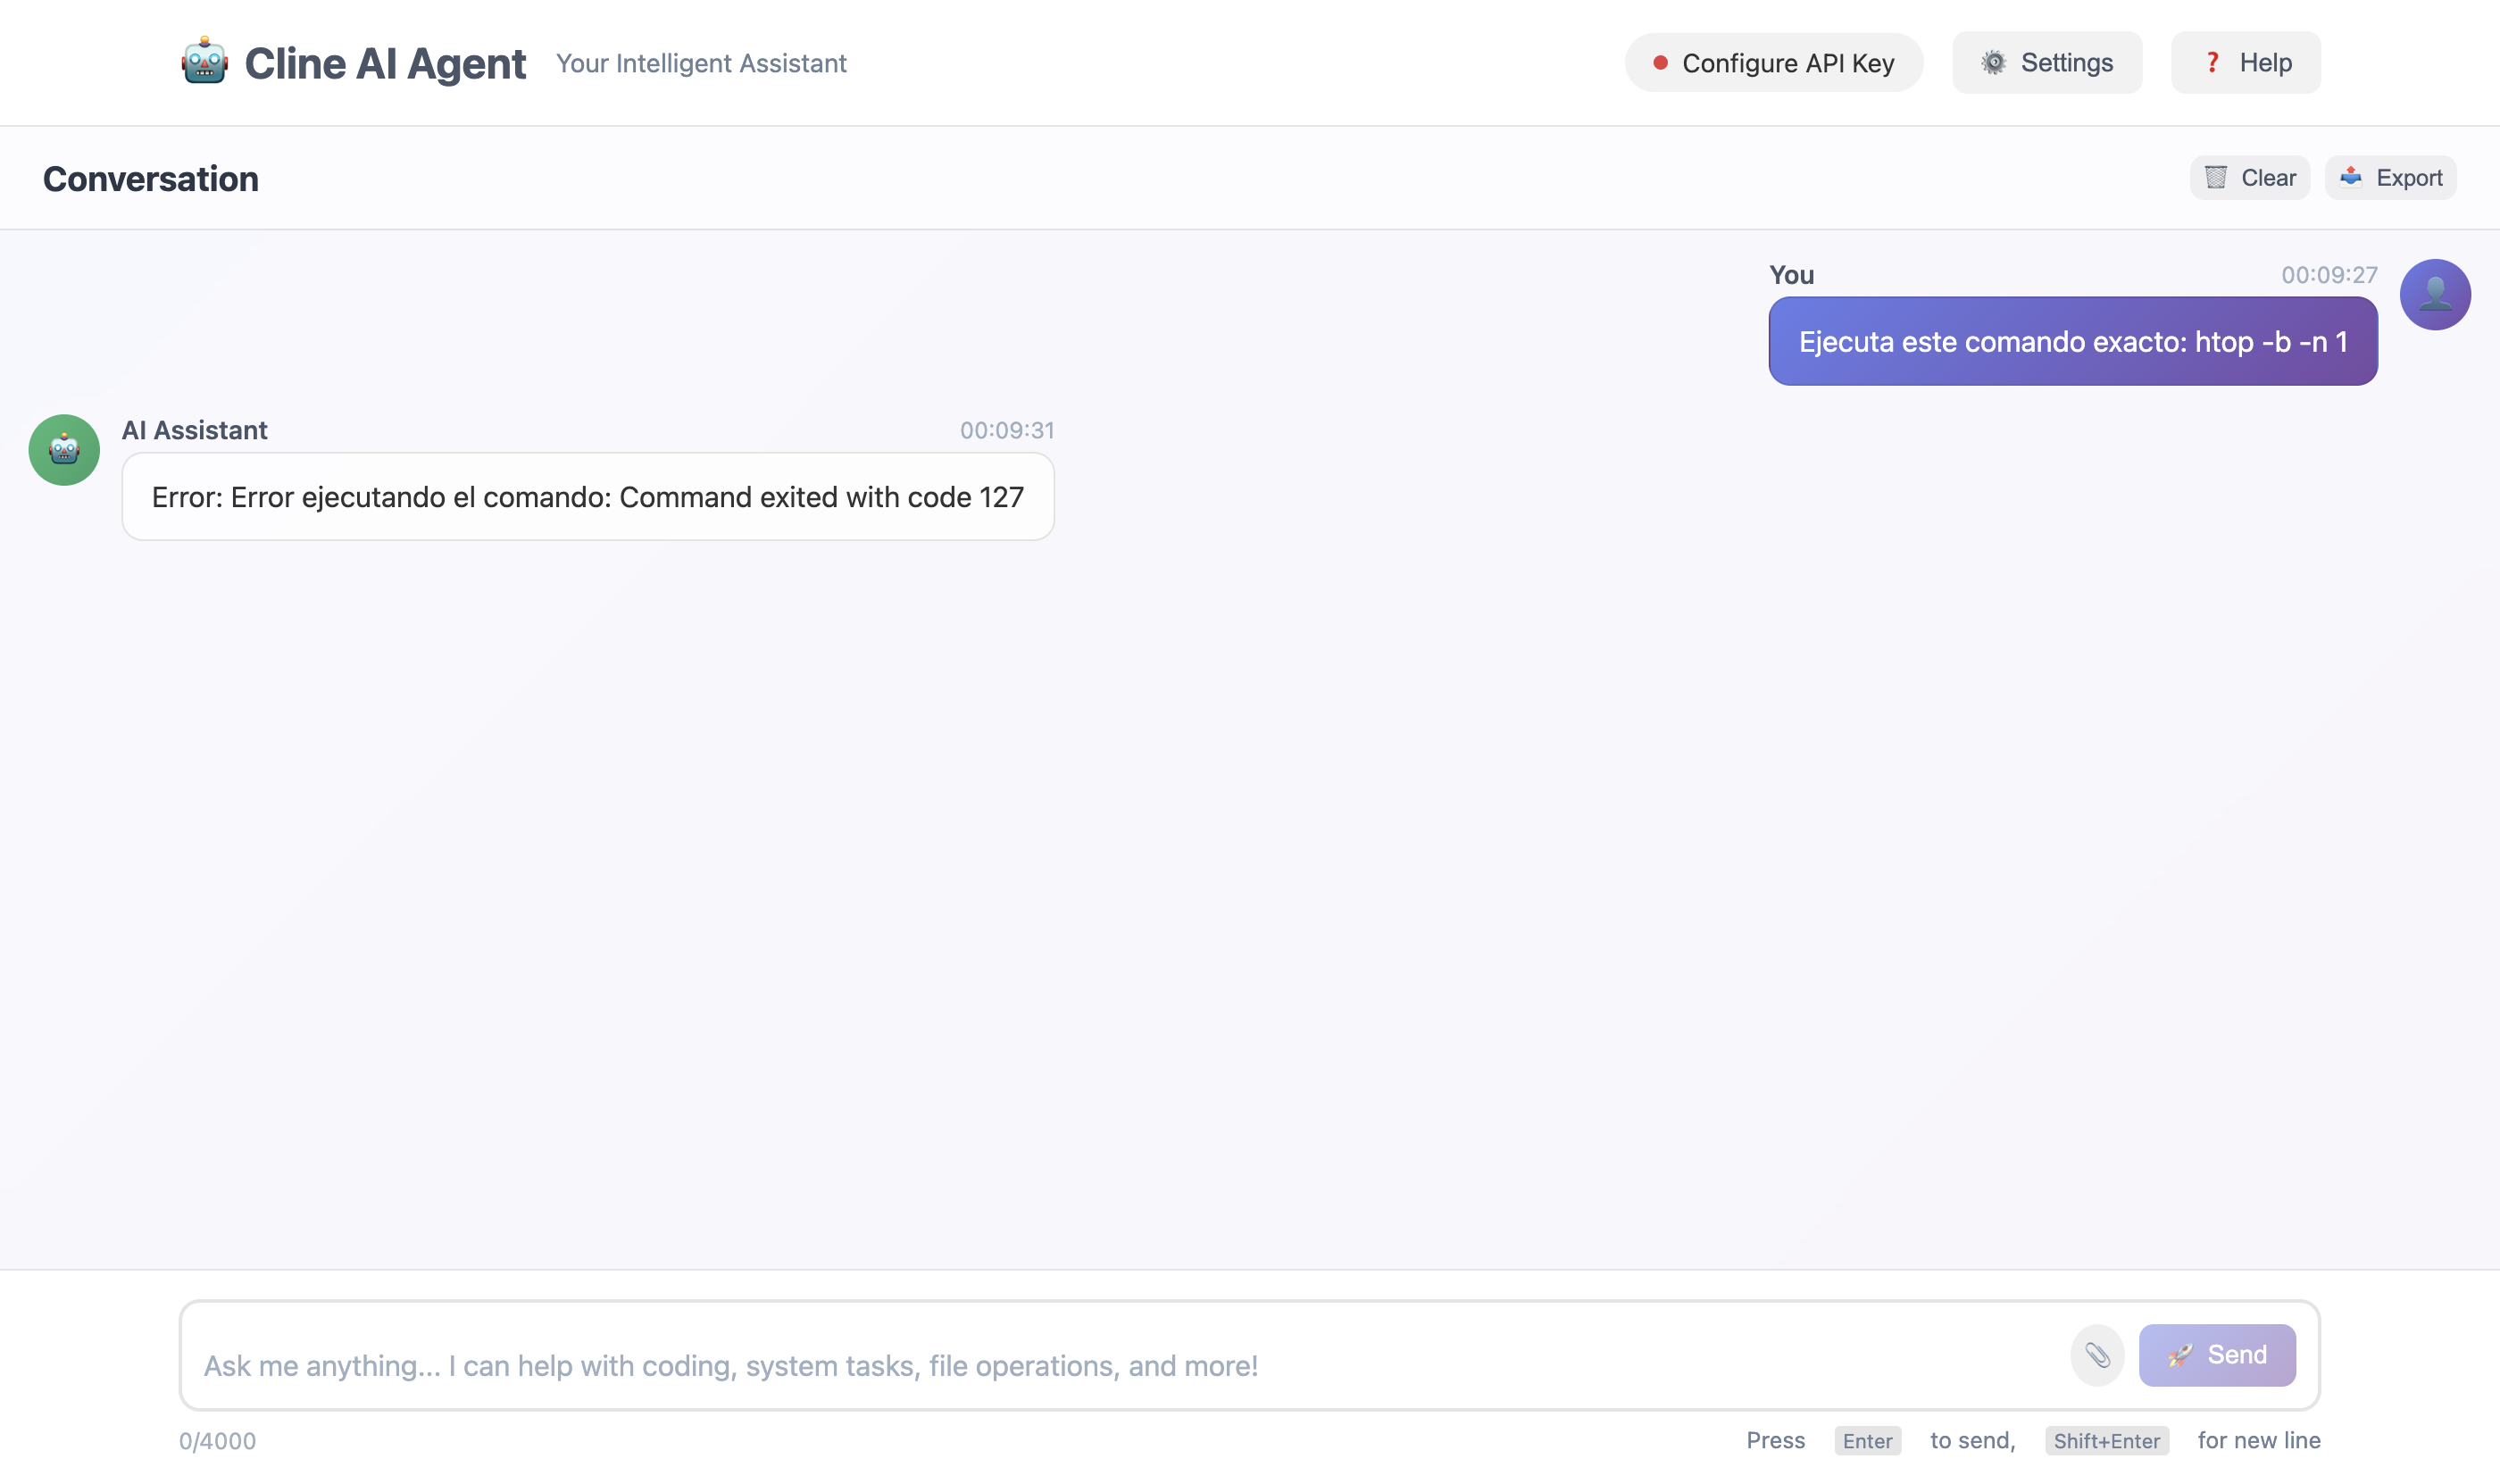 Cline AI Agent Your Intelligent Assistant
Configure API Key
Settings
Help
Conversation
Clear
Export
You 00:09:27
Ejecuta este comando exacto: htop -b -n 1
AI Assistant 00:09:31
Error: Error ejecutando el comando: Command exited with code 127
Ask me anything... I can help with coding, system tasks, file operations, and more!
Send
0/4000
Press Enter to send, Shift+Enter for new line